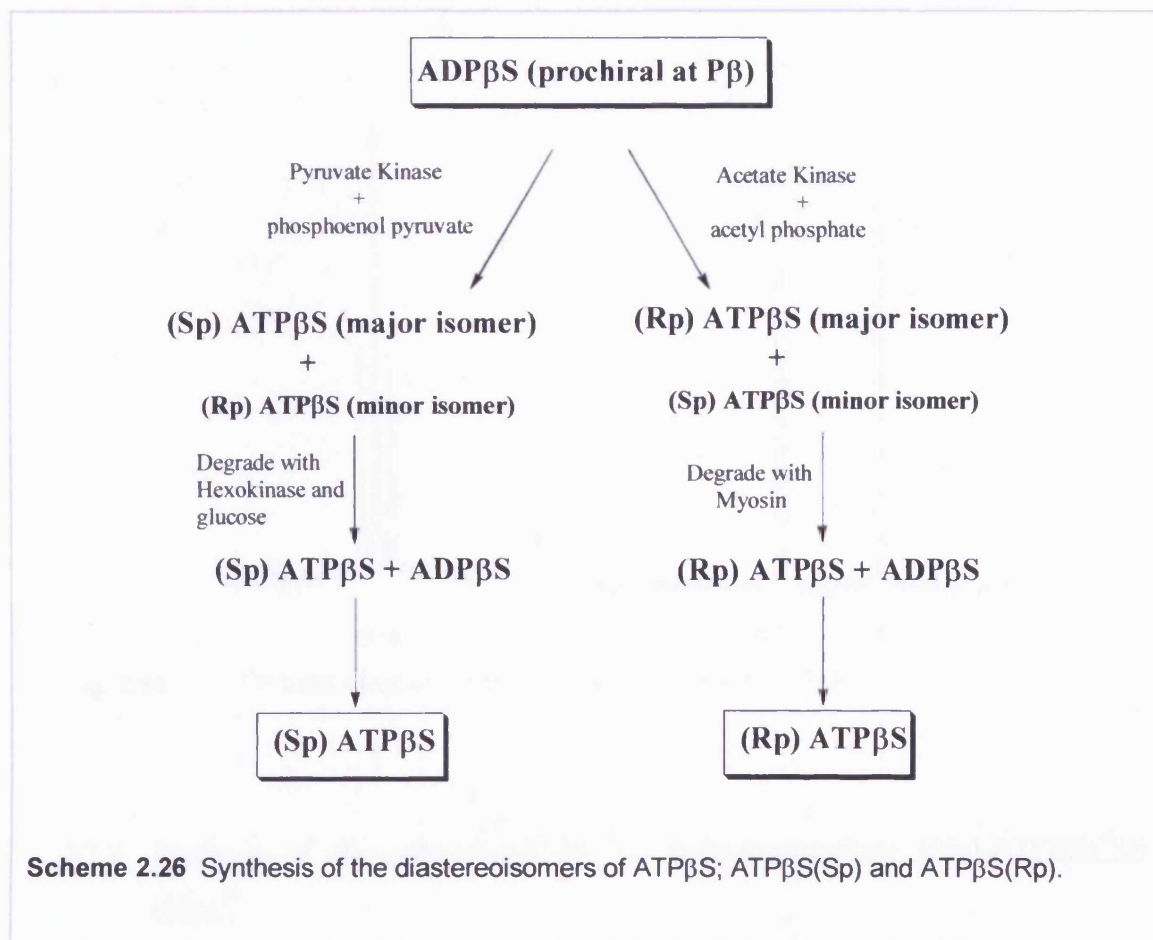 ADPβS (prochiral at Pβ)
Pyruvate Kinase
+
phosphoenol pyruvate
Acetate Kinase
+
acetyl phosphate
(Sp) ATPβS (major isomer)
+
(Rp) ATPβS (minor isomer)
(Rp) ATPβS (major isomer)
+
(Sp) ATPβS (minor isomer)
Degrade with
Hexokinase and
glucose
Degrade with
Myosin
(Sp) ATPβS + ADPβS
(Rp) ATPβS + ADPβS
(Sp) ATPβS
(Rp) ATPβS
Scheme 2.26 Synthesis of the diastereoisomers of ATPβS; ATPβS(Sp) and ATPβS(Rp).